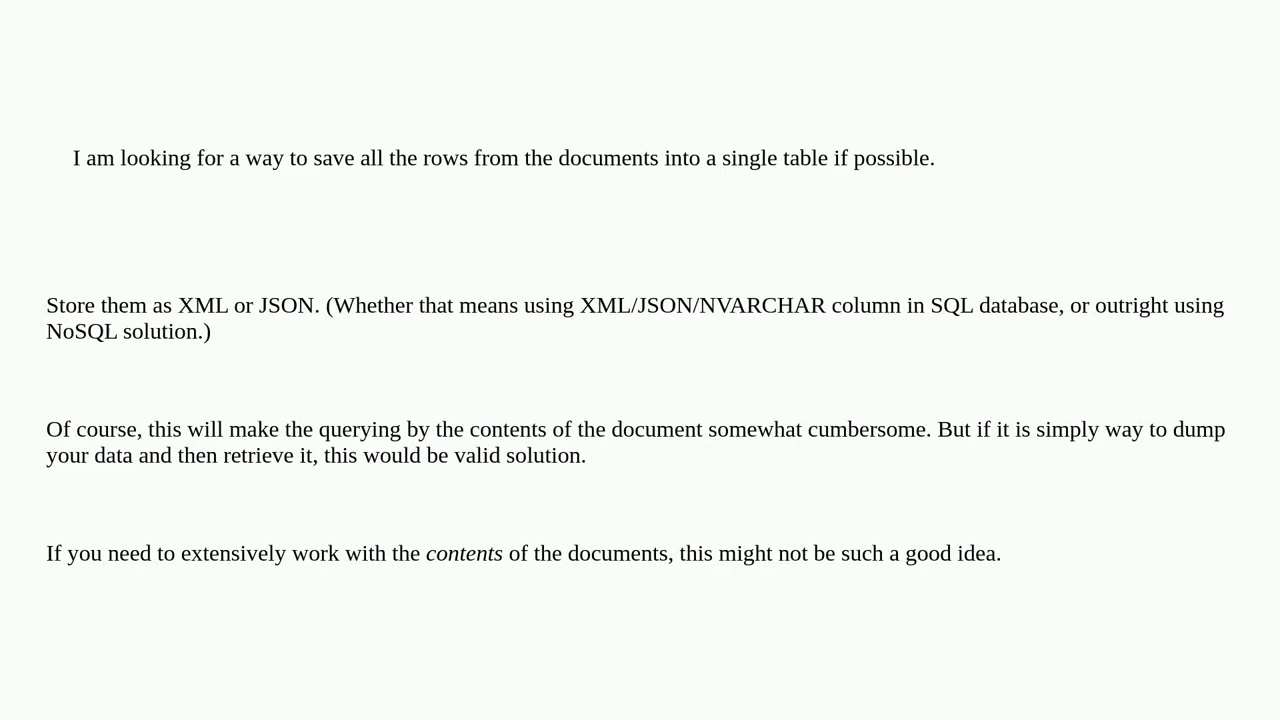 I am looking for a way to save all the rows from the documents into a single table if possible.
Store them as XML or JSON. (Whether that means using XML/JSON/NVARCHAR column in SQL database, or outright using
NoSQL solution.)
Of course, this will make the querying by the contents of the document somewhat cumbersome. But if it is simply way to dump
your data and then retrieve it, this would be valid solution.
If you need to extensively work with the contents of the documents, this might not be such a good idea.